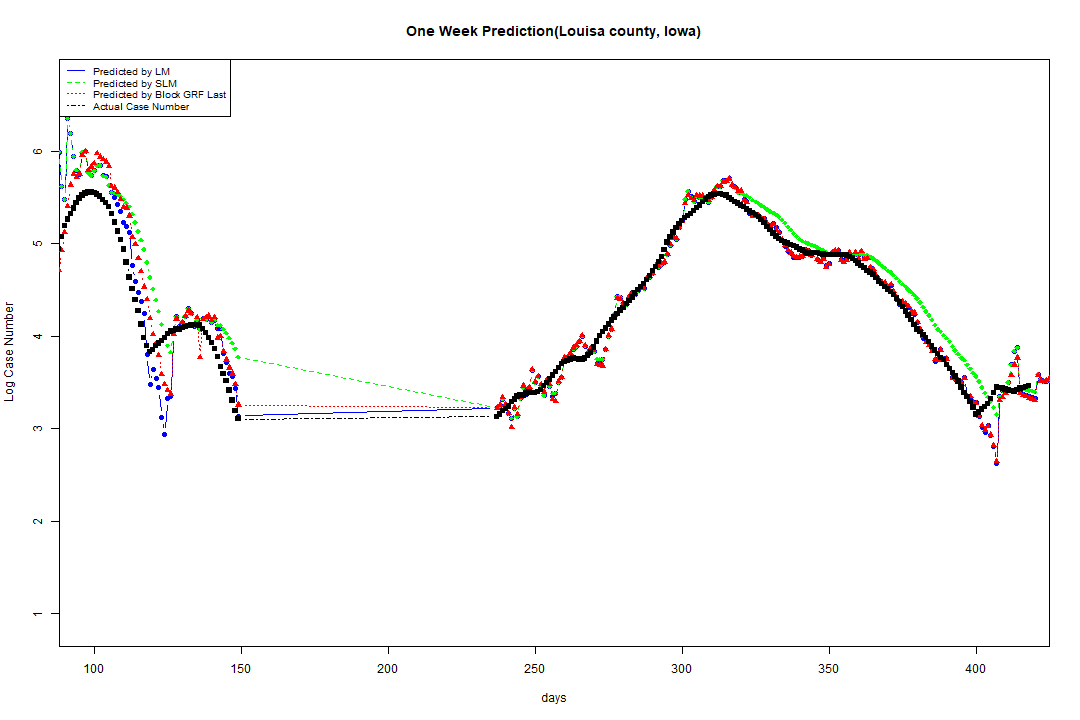 One Week Prediction(Louisa county, Iowa)
Predicted by LM
Predicted by SLM
Predicted by Block GRF Last
Actual Case Number
Log Case Number
6
5
4
3
2
1
100 150 200 250 300 350 400
days